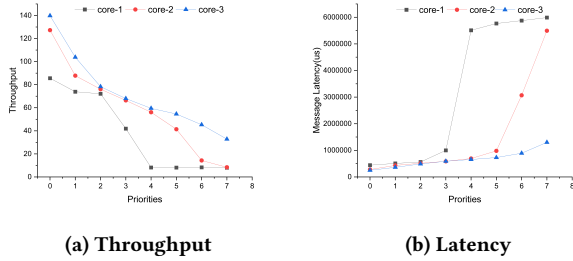 core-1 core-2 core-3
160
140
120
100
80
60
40
20
0
Throughput
0 1 2 3 4 5 6 7 8
Priorities
(a) Throughput
core-1 core-2 core-3
6000000
5000000
4000000
3000000
2000000
1000000
0
Message Latency(us)
0 1 2 3 4 5 6 7 8
Priorities
(b) Latency